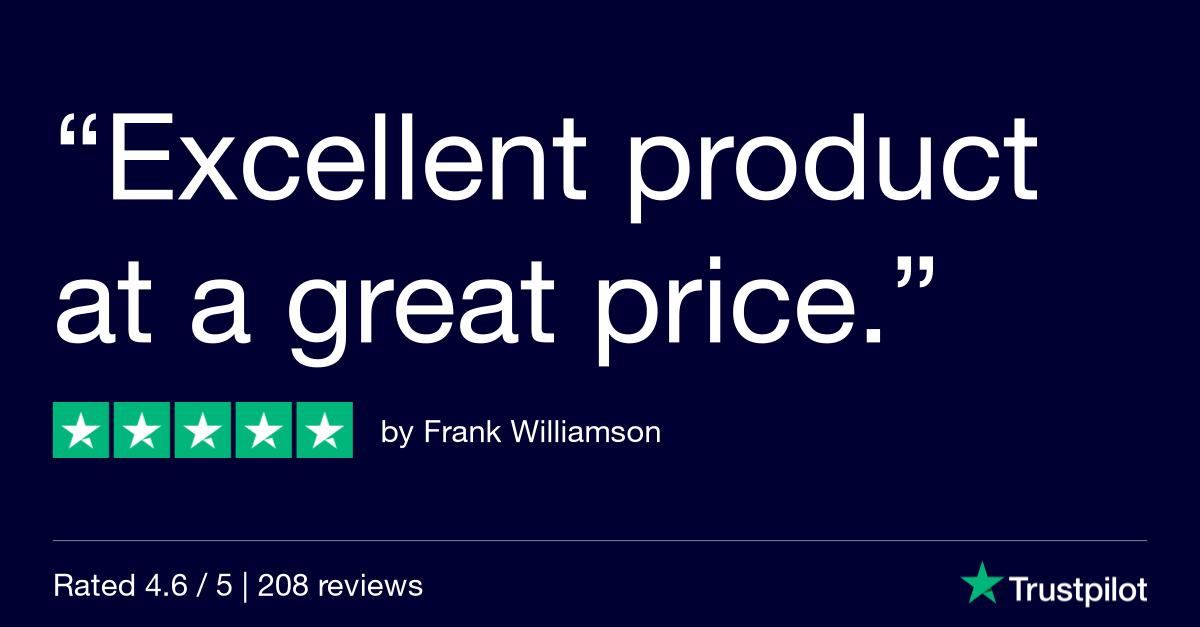 “Excellent product
at a great price.”
by Frank Williamson
Rated 4.6 / 5 | 208 reviews
Trustpilot